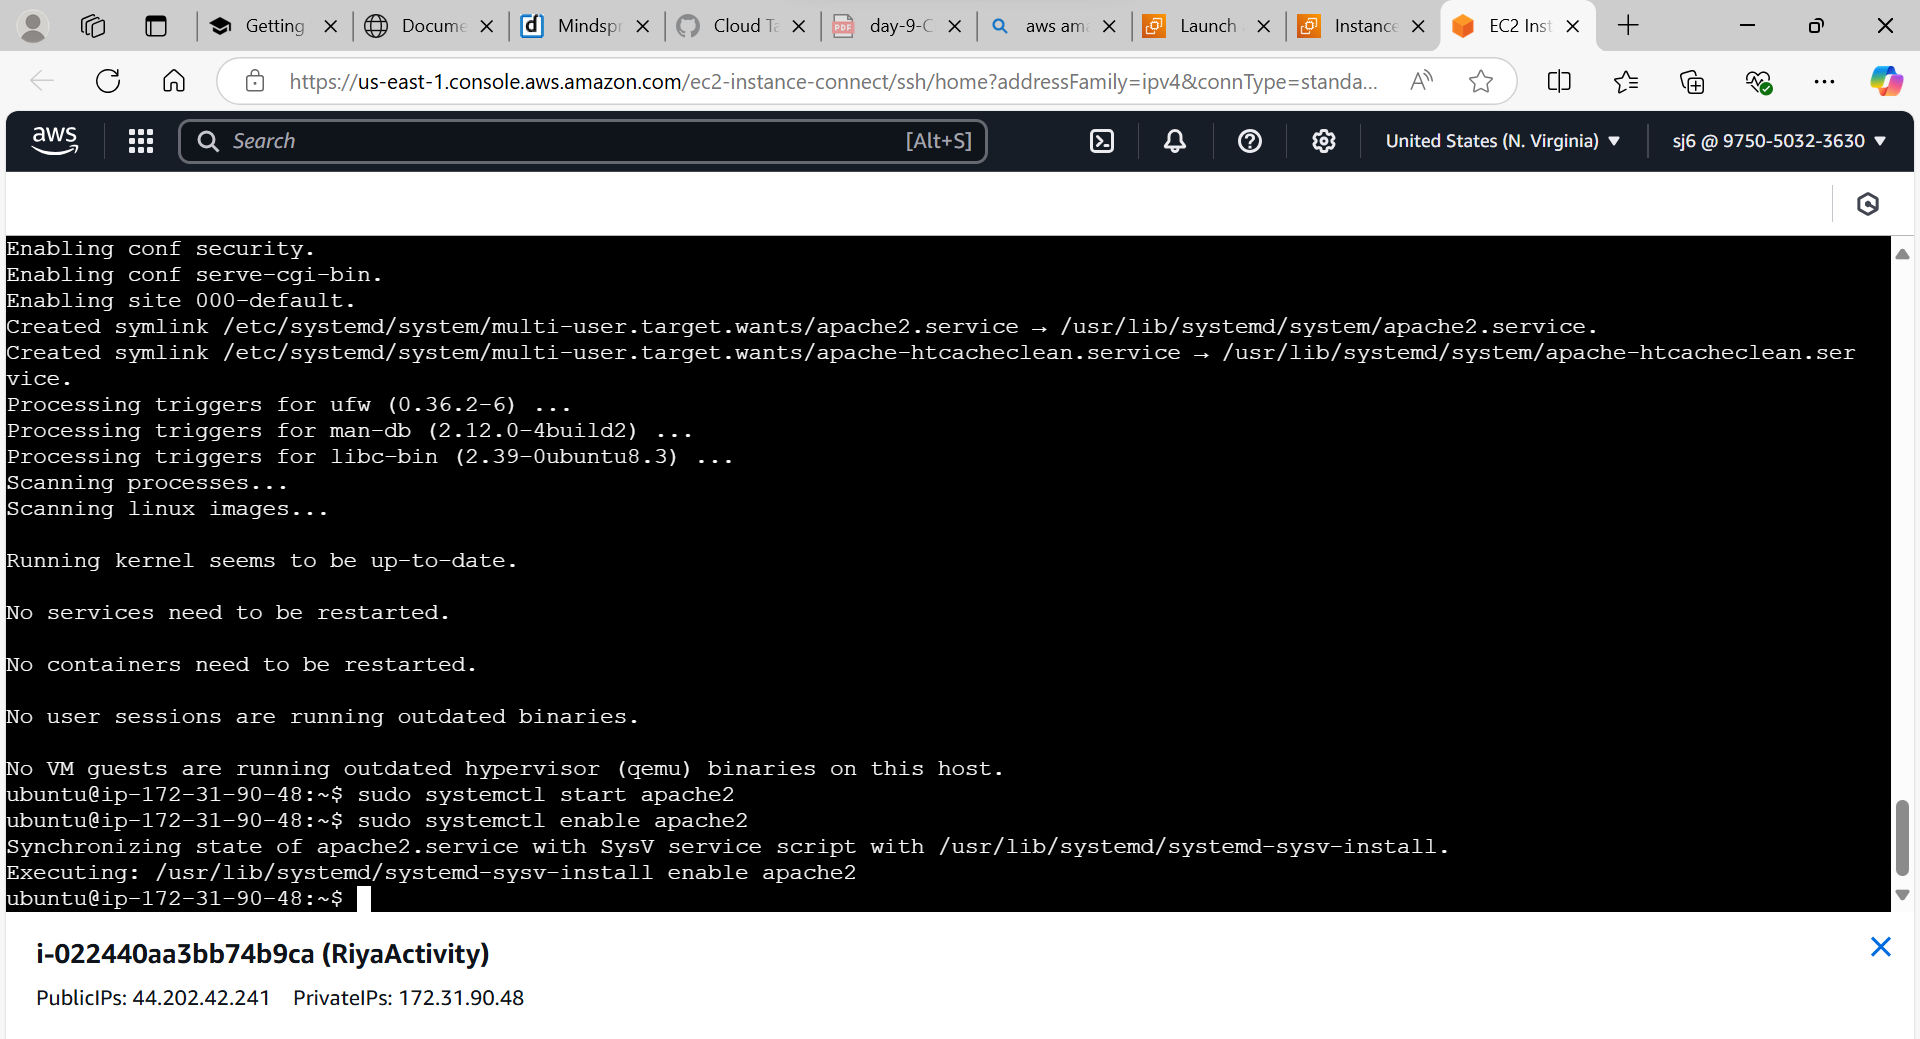 Getting
Docume
Mindspr
Cloud Ta
PDF
day-9-C
aws ama
Launch
Instance
EC2 Inst
https://us-east-1.console.aws.amazon.com/ec2-instance-connect/ssh/home?addressFamily=ipv4&connType=standa...
aws
Search
[Alt+S]
United States (N. Virginia)
sj6 @ 9750-5032-3630
Enabling conf security.
Enabling conf serve-cgi-bin.
Enabling site 000-default.
Created symlink /etc/systemd/system/multi-user.target.wants/apache2.service → /usr/lib/systemd/system/apache2.service.
Created symlink /etc/systemd/system/multi-user.target.wants/apache-htcacheclean.service → /usr/lib/systemd/system/apache-htcacheclean.ser
vice.
Processing triggers for ufw (0.36.2-6) ...
Processing triggers for man-db (2.12.0-4build2) ...
Processing triggers for libc-bin (2.39-0ubuntu8.3) ...
Scanning processes...
Scanning linux images...
Running kernel seems to be up-to-date.
No services need to be restarted.
No containers need to be restarted.
No user sessions are running outdated binaries.
No VM guests are running outdated hypervisor (qemu) binaries on this host.
ubuntu@ip-172-31-90-48:~$ sudo systemctl start apache2
ubuntu@ip-172-31-90-48:~$ sudo systemctl enable apache2
Synchronizing state of apache2.service with SysV service script with /usr/lib/systemd/systemd-sysv-install.
Executing: /usr/lib/systemd/systemd-sysv-install enable apache2
ubuntu@ip-172-31-90-48:~$
i-022440aa3bb74b9ca (RiyaActivity)
PublicIPs: 44.202.42.241 PrivateIPs: 172.31.90.48